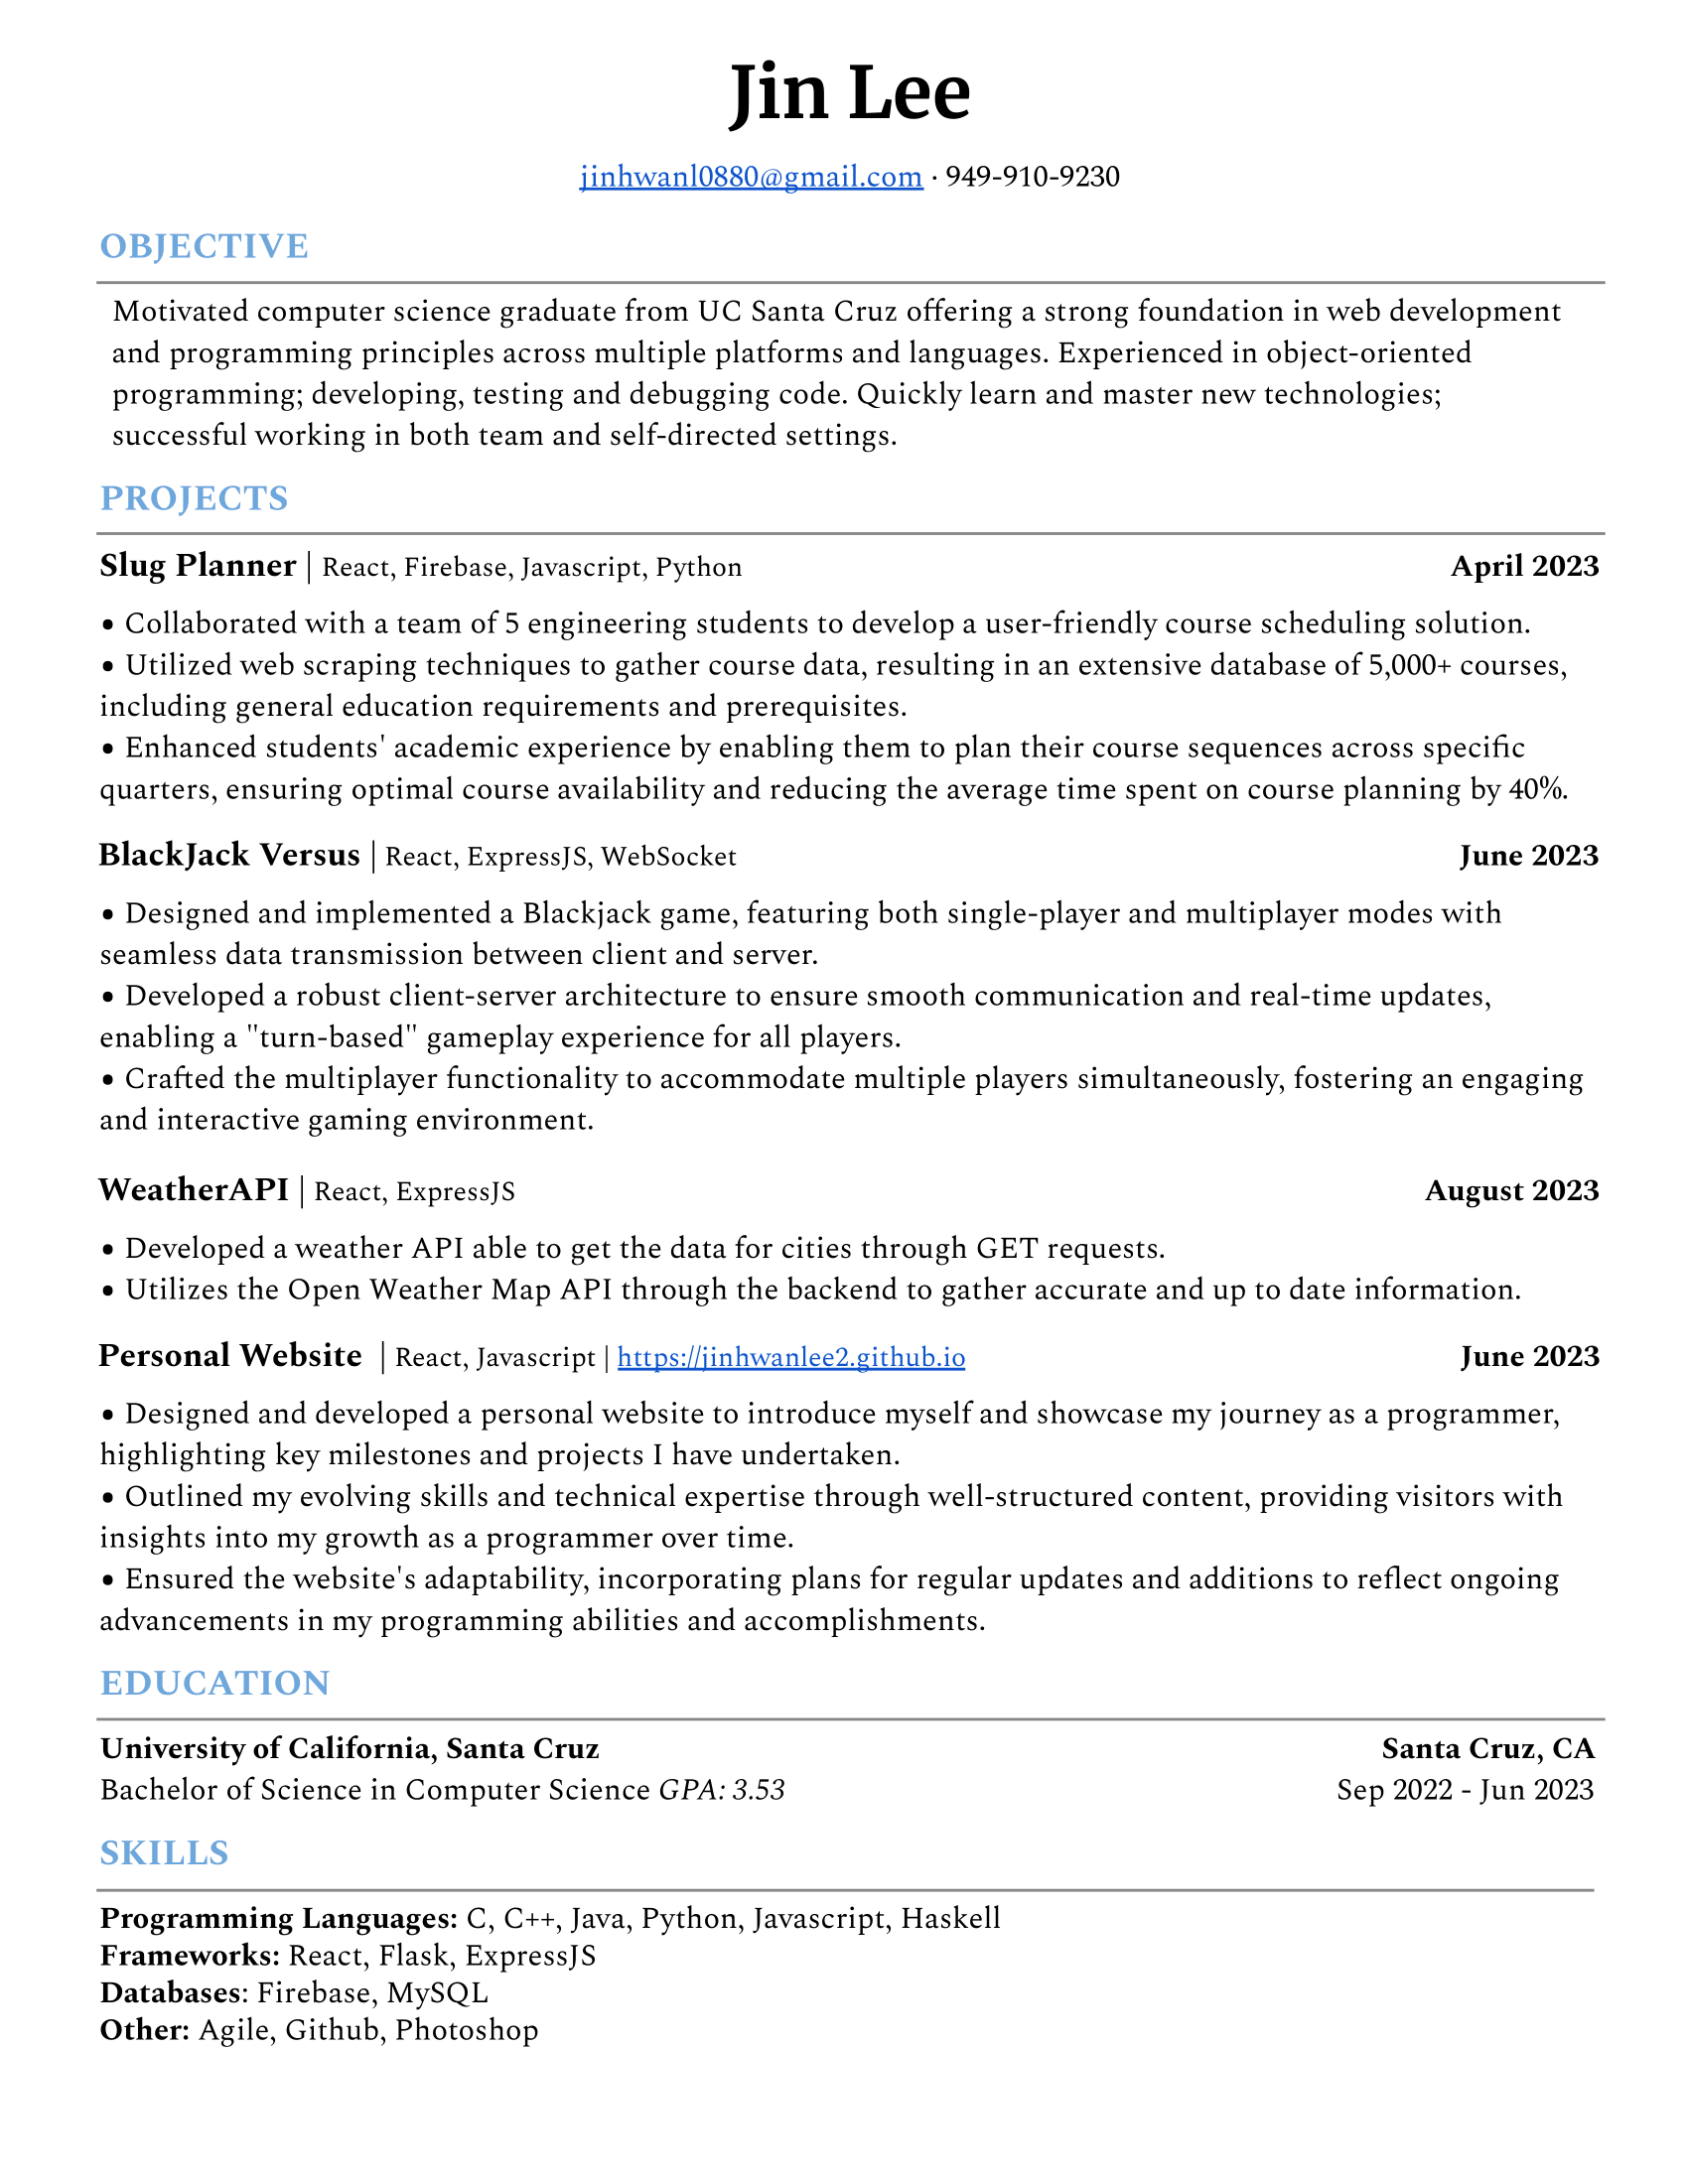 Jin Lee
jinhwanl0880@gmail.com · 949-910-9230
OBJECTIVE
Motivated computer science graduate from UC Santa Cruz offering a strong foundation in web development
and programming principles across multiple platforms and languages. Experienced in object-oriented
programming; developing, testing and debugging code. Quickly learn and master new technologies;
successful working in both team and self-directed settings.
PROJECTS
Slug Planner | React, Firebase, Javascript, Python April 2023
• Collaborated with a team of 5 engineering students to develop a user-friendly course scheduling solution.
• Utilized web scraping techniques to gather course data, resulting in an extensive database of 5,000+ courses,
including general education requirements and prerequisites.
• Enhanced students' academic experience by enabling them to plan their course sequences across specific
quarters, ensuring optimal course availability and reducing the average time spent on course planning by 40%.
BlackJack Versus | React, ExpressJS, WebSocket June 2023
• Designed and implemented a Blackjack game, featuring both single-player and multiplayer modes with
seamless data transmission between client and server.
• Developed a robust client-server architecture to ensure smooth communication and real-time updates,
enabling a "turn-based" gameplay experience for all players.
• Crafted the multiplayer functionality to accommodate multiple players simultaneously, fostering an engaging
and interactive gaming environment.
WeatherAPI | React, ExpressJS August 2023
• Developed a weather API able to get the data for cities through GET requests.
• Utilizes the Open Weather Map API through the backend to gather accurate and up to date information.
Personal Website | React, Javascript | https://jinhwanlee2.github.io June 2023
• Designed and developed a personal website to introduce myself and showcase my journey as a programmer,
highlighting key milestones and projects I have undertaken.
• Outlined my evolving skills and technical expertise through well-structured content, providing visitors with
insights into my growth as a programmer over time.
• Ensured the website's adaptability, incorporating plans for regular updates and additions to reflect ongoing
advancements in my programming abilities and accomplishments.
EDUCATION
University of California, Santa Cruz Santa Cruz, CA
Bachelor of Science in Computer Science GPA: 3.53 Sep 2022 - Jun 2023
SKILLS
Programming Languages: C, C++, Java, Python, Javascript, Haskell
Frameworks: React, Flask, ExpressJS
Databases: Firebase, MySQL
Other: Agile, Github, Photoshop